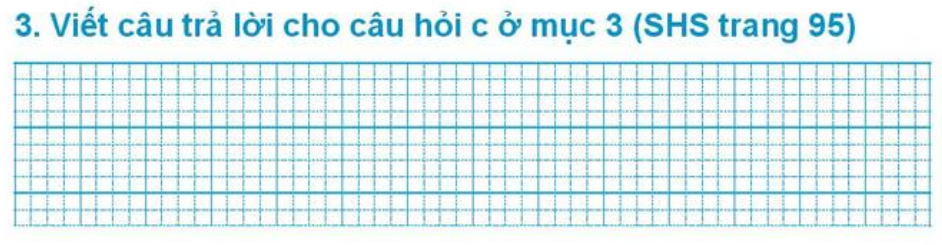 3. Viết câu trả lời cho câu hỏi c ở mục 3 (SHS trang 95)